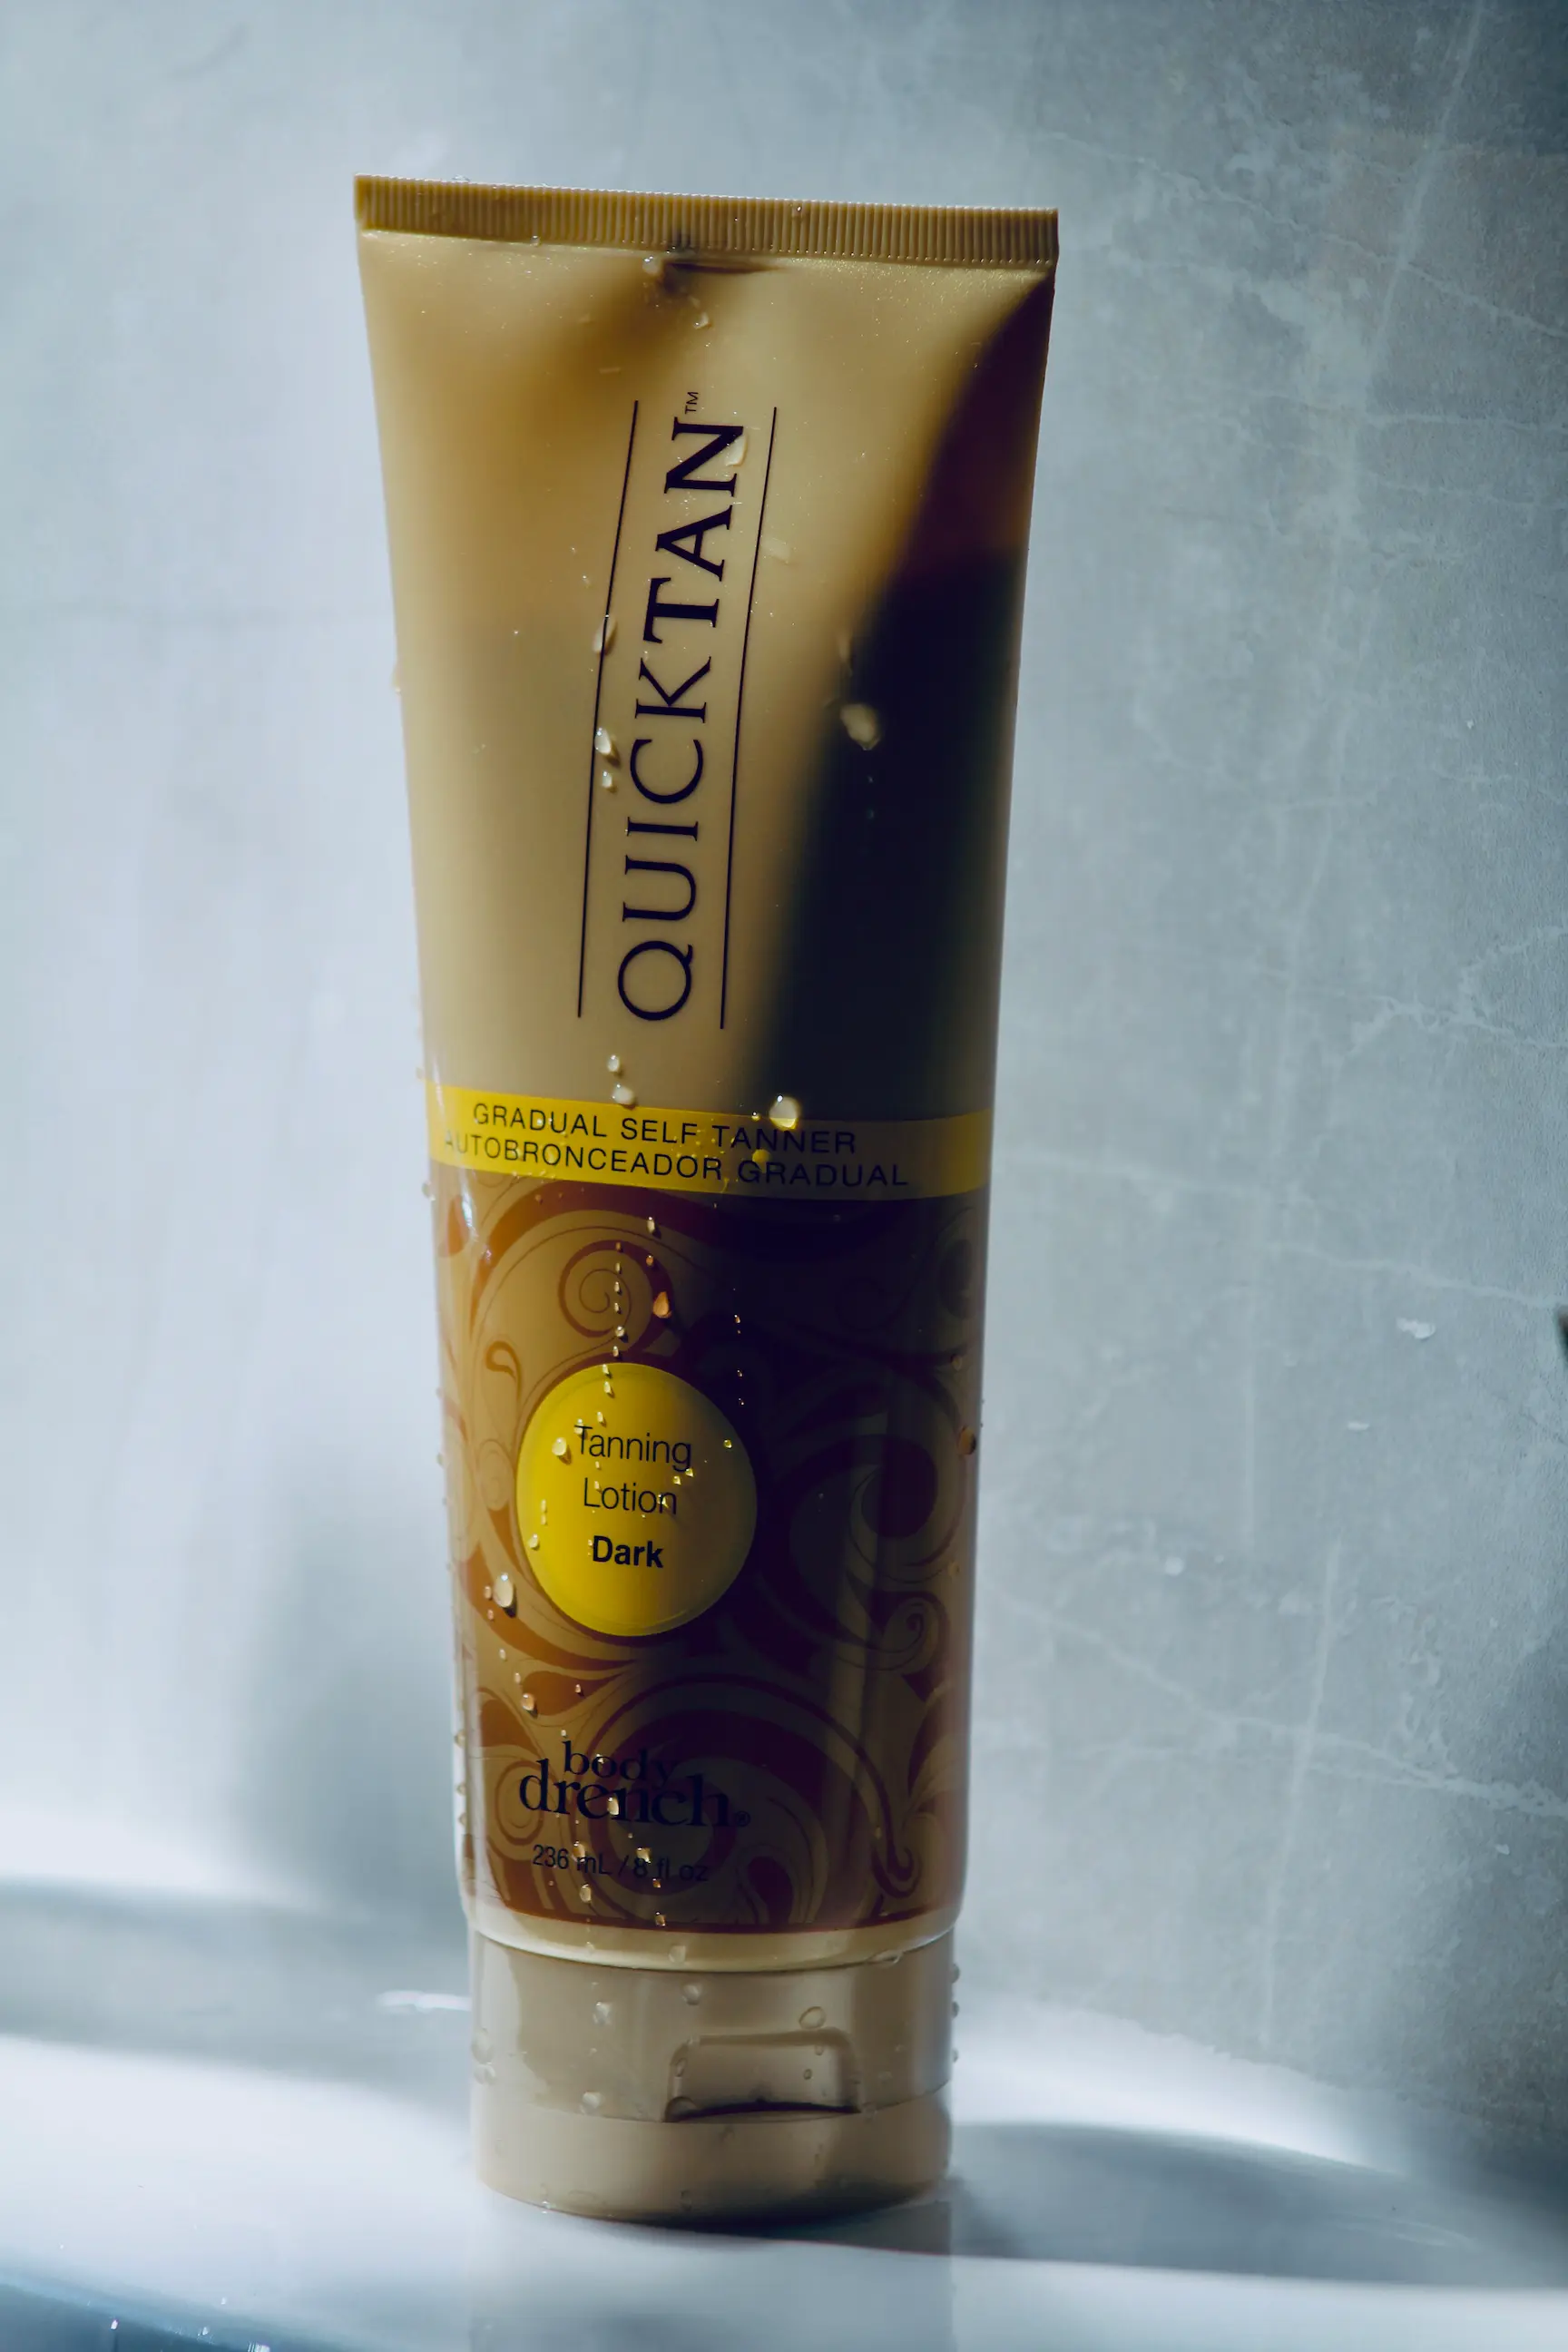 QUICKTAN™
GRADUAL SELF TANNER
AUTOBRONCEADOR GRADUAL
Tanning
Lotion
Dark
body
drench®
236 mL / 8 fl oz